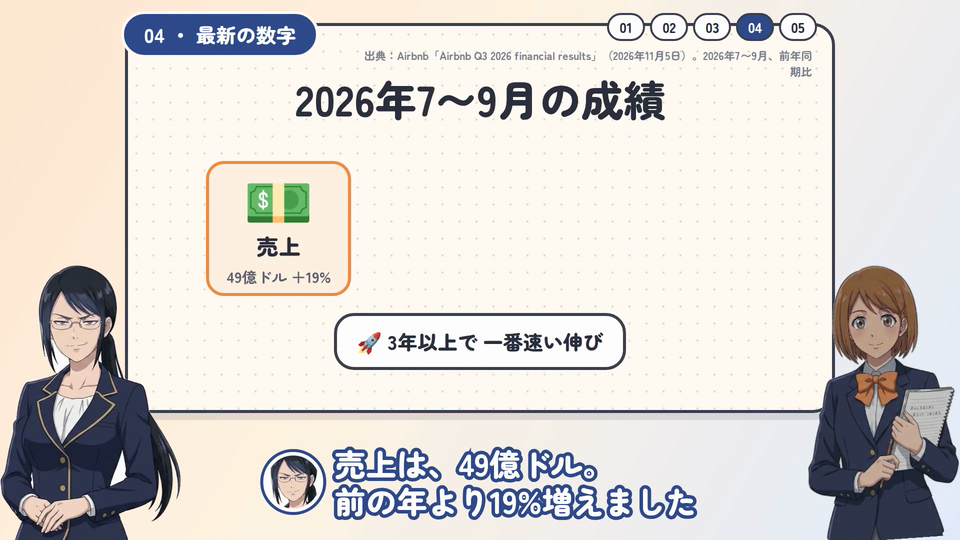 04 ・ 最新の数字
01 02 03 04 05
出典：Airbnb「Airbnb Q3 2026 financial results」（2026年11月5日）。2026年7〜9月、前年同
期比
2026年7〜9月の成績
売上
49億ドル ＋19%
3年以上で 一番速い伸び
売上は、49億ドル。
前の年より19%増えました